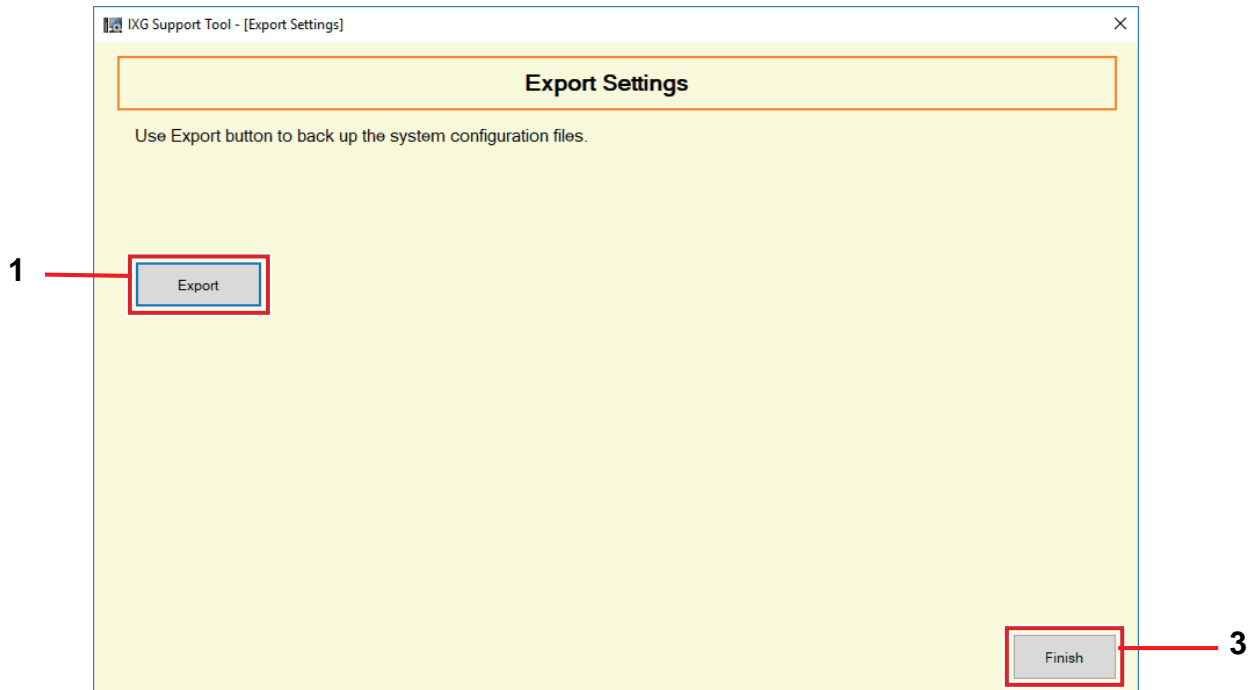 IXG Support Tool - [Export Settings]
Export Settings
Use Export button to back up the system configuration files.
1
Export
Finish
3